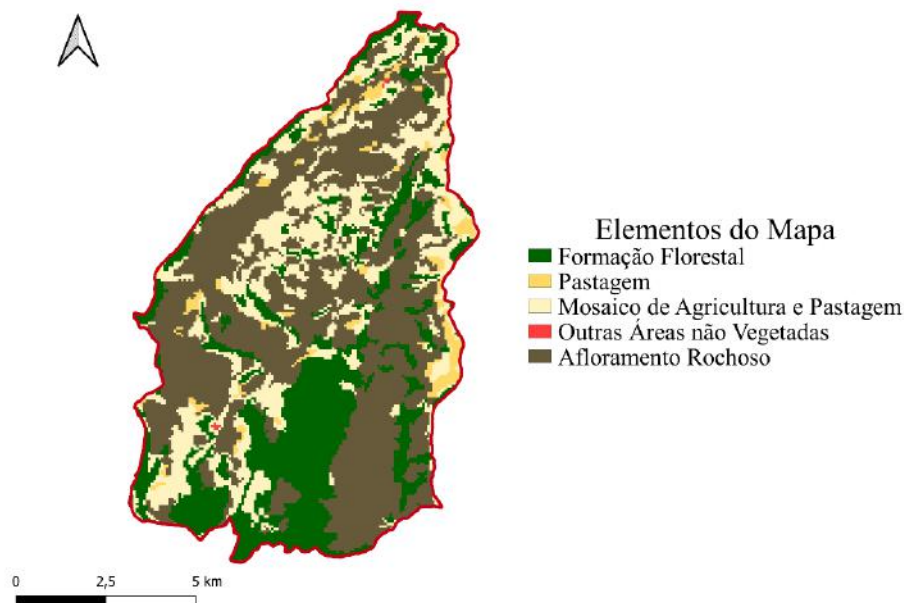 Elementos do Mapa
Formação Florestal
Pastagem
Mosaico de Agricultura e Pastagem
Outras Áreas não Vegetadas
Afloramento Rochoso
0 2,5 5 km